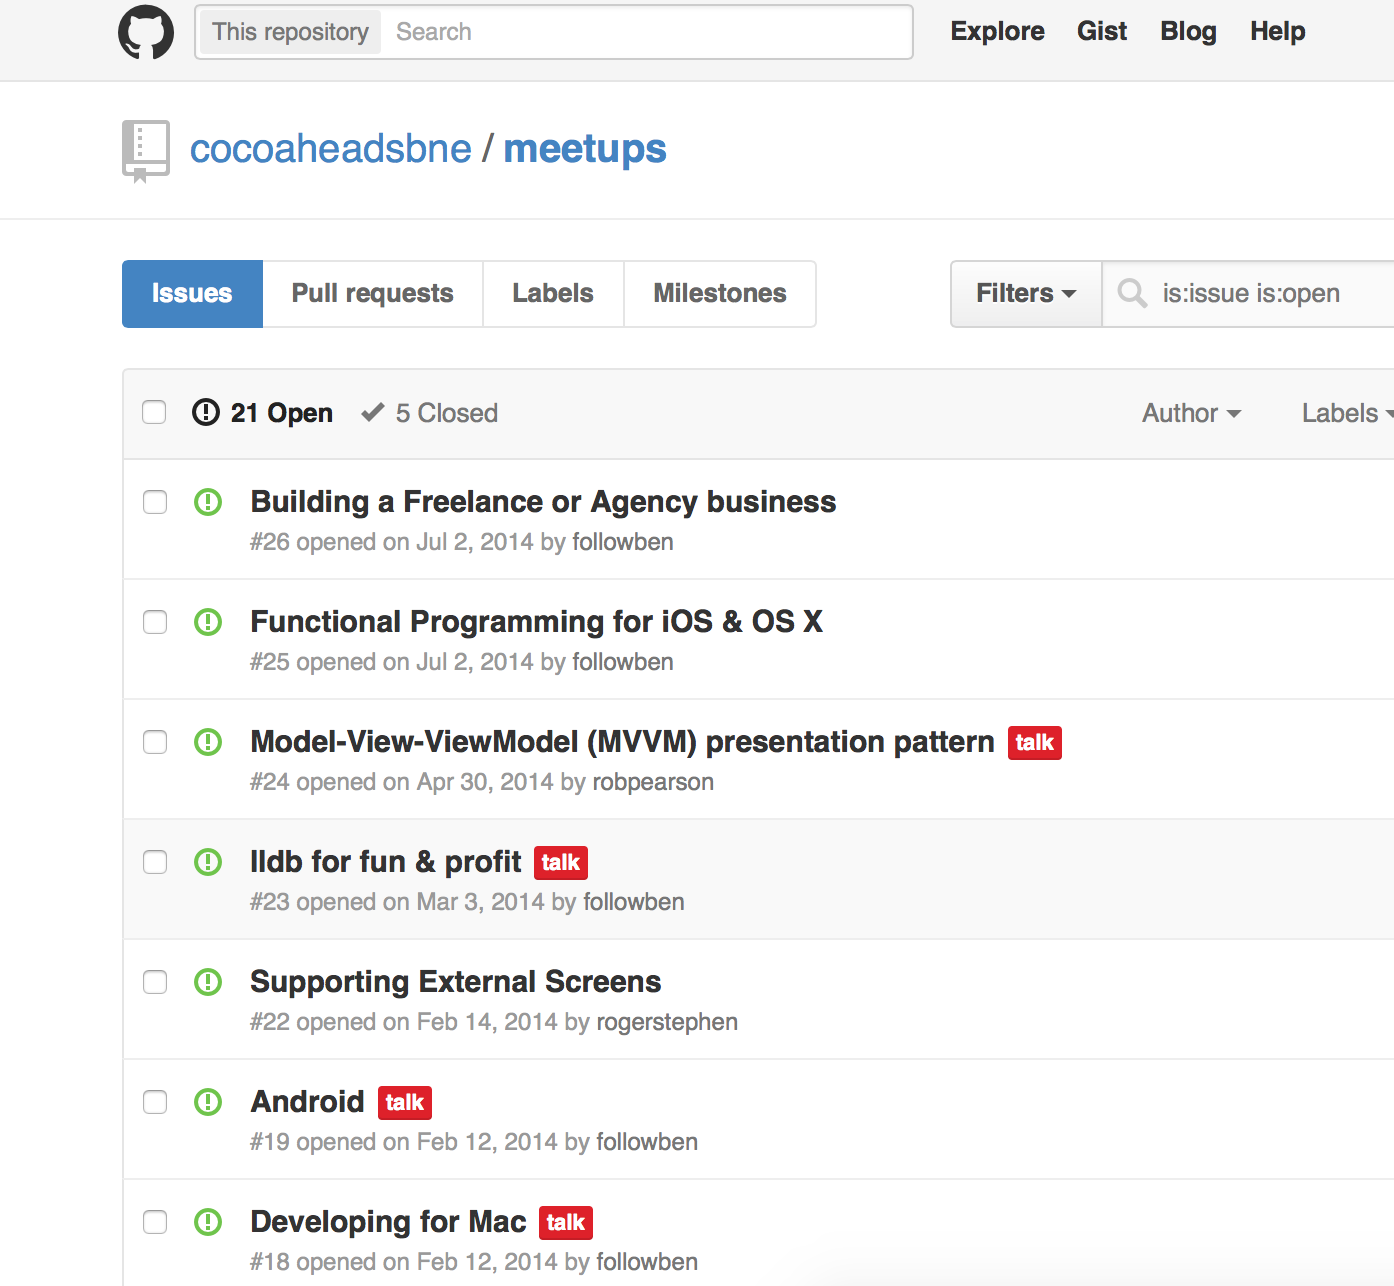 This repository Search Explore Gist Blog Help
cocoaheadsbne / meetups
Issues Pull requests Labels Milestones Filters is:issue is:open
21 Open 5 Closed Author Labels
Building a Freelance or Agency business
#26 opened on Jul 2, 2014 by followben
Functional Programming for iOS & OS X
#25 opened on Jul 2, 2014 by followben
Model-View-ViewModel (MVVM) presentation pattern talk
#24 opened on Apr 30, 2014 by robpearson
lldb for fun & profit talk
#23 opened on Mar 3, 2014 by followben
Supporting External Screens
#22 opened on Feb 14, 2014 by rogerstephen
Android talk
#19 opened on Feb 12, 2014 by followben
Developing for Mac talk
#18 opened on Feb 12, 2014 by followben